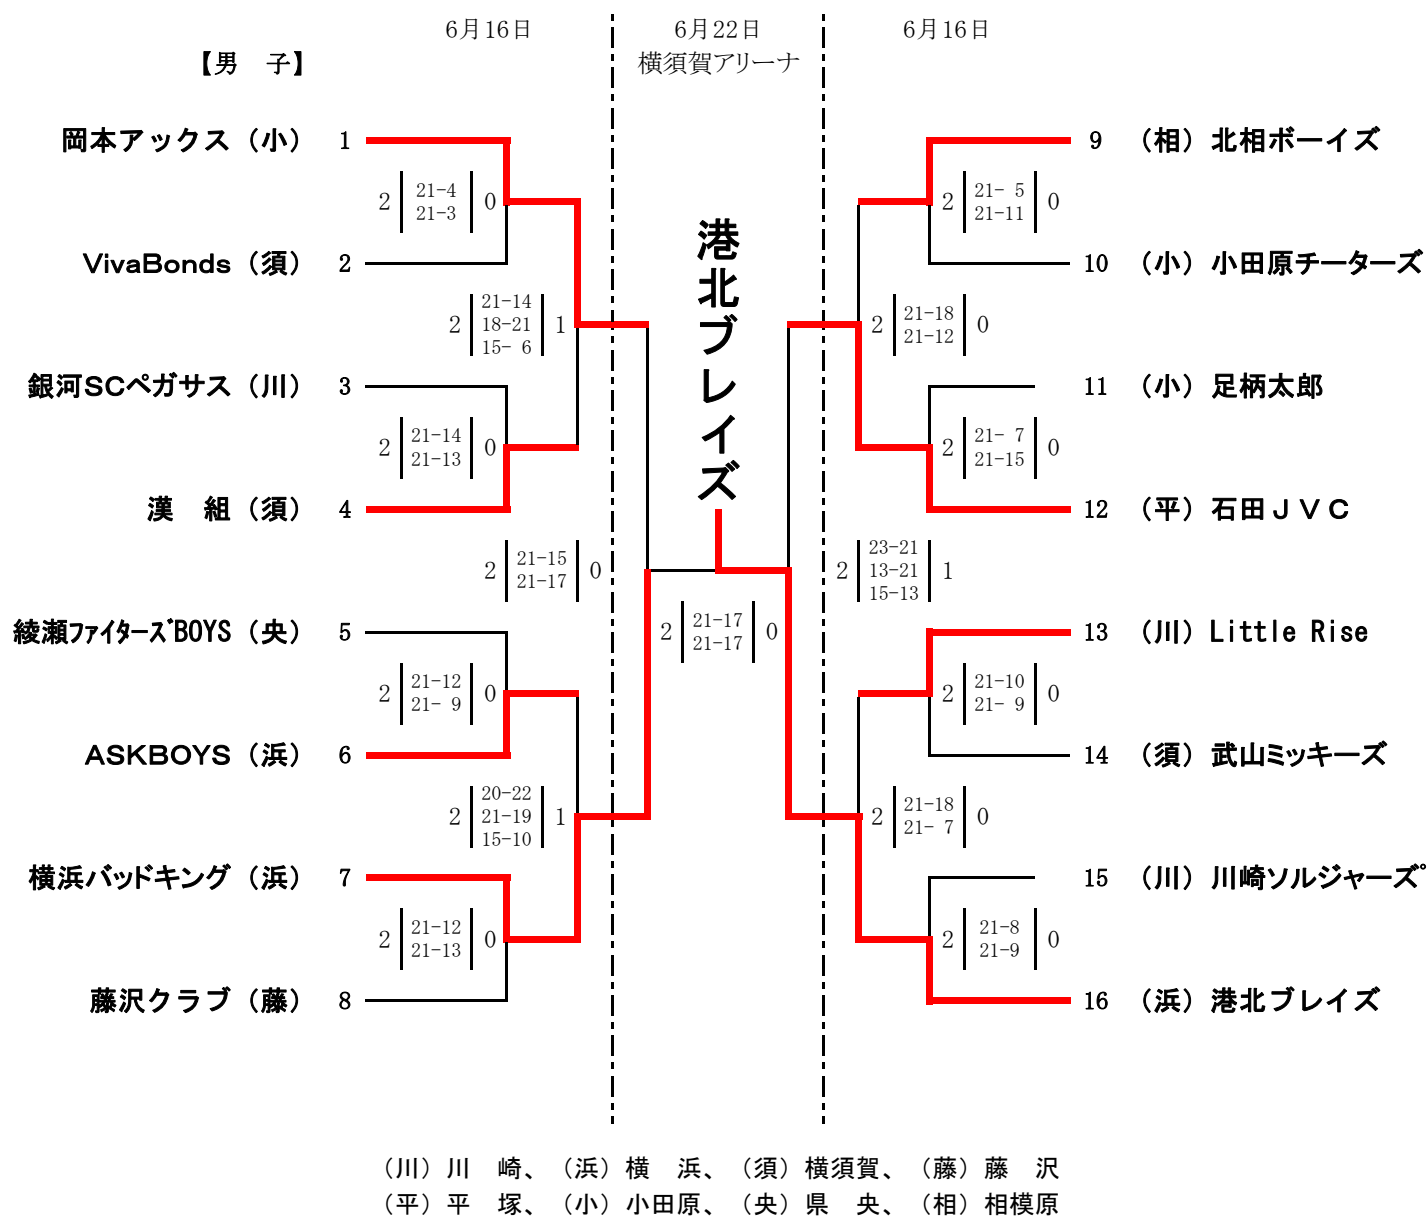 6月16日 6月22日 6月16日
【男　子】 横須賀アリーナ
岡本アックス（小） 1 9 （相）北相ボーイズ
2 21-4 0 2 21- 5 0
21-3 21-11
VivaBonds（須） 2 10 （小）小田原チーターズ
21-14
2 18-21 1 2 21-18 0
15- 6 21-12
銀河SCペガサス（川） 3 11 （小）足柄太郎
2 21-14 0 2 21- 7 0
21-13 21-15
漢　組（須） 4 12 （平）石田ＪＶＣ
港北ブレイズ
2 21-15 0 2 23-21 1
21-17 13-21
15-13
2 21-17 0
21-17
綾瀬ﾌｧｲﾀｰｽﾞBOYS（央） 5 13 （川）Little Rise
2 21-12 0 2 21-10 0
21- 9 21- 9
ASKBOYS（浜） 6 14 （須）武山ミッキーズ
20-22
2 21-19 1 2 21-18 0
15-10 21- 7
横浜バッドキング（浜） 7 15 （川）川崎ソルジャーズ゜
2 21-12 0 2 21-8 0
21-13 21-9
藤沢クラブ（藤） 8 16 （浜）港北ブレイズ
（川）川　崎、（浜）横　浜、（須）横須賀、（藤）藤　沢
（平）平　塚、（小）小田原、（央）県　央、（相）相模原